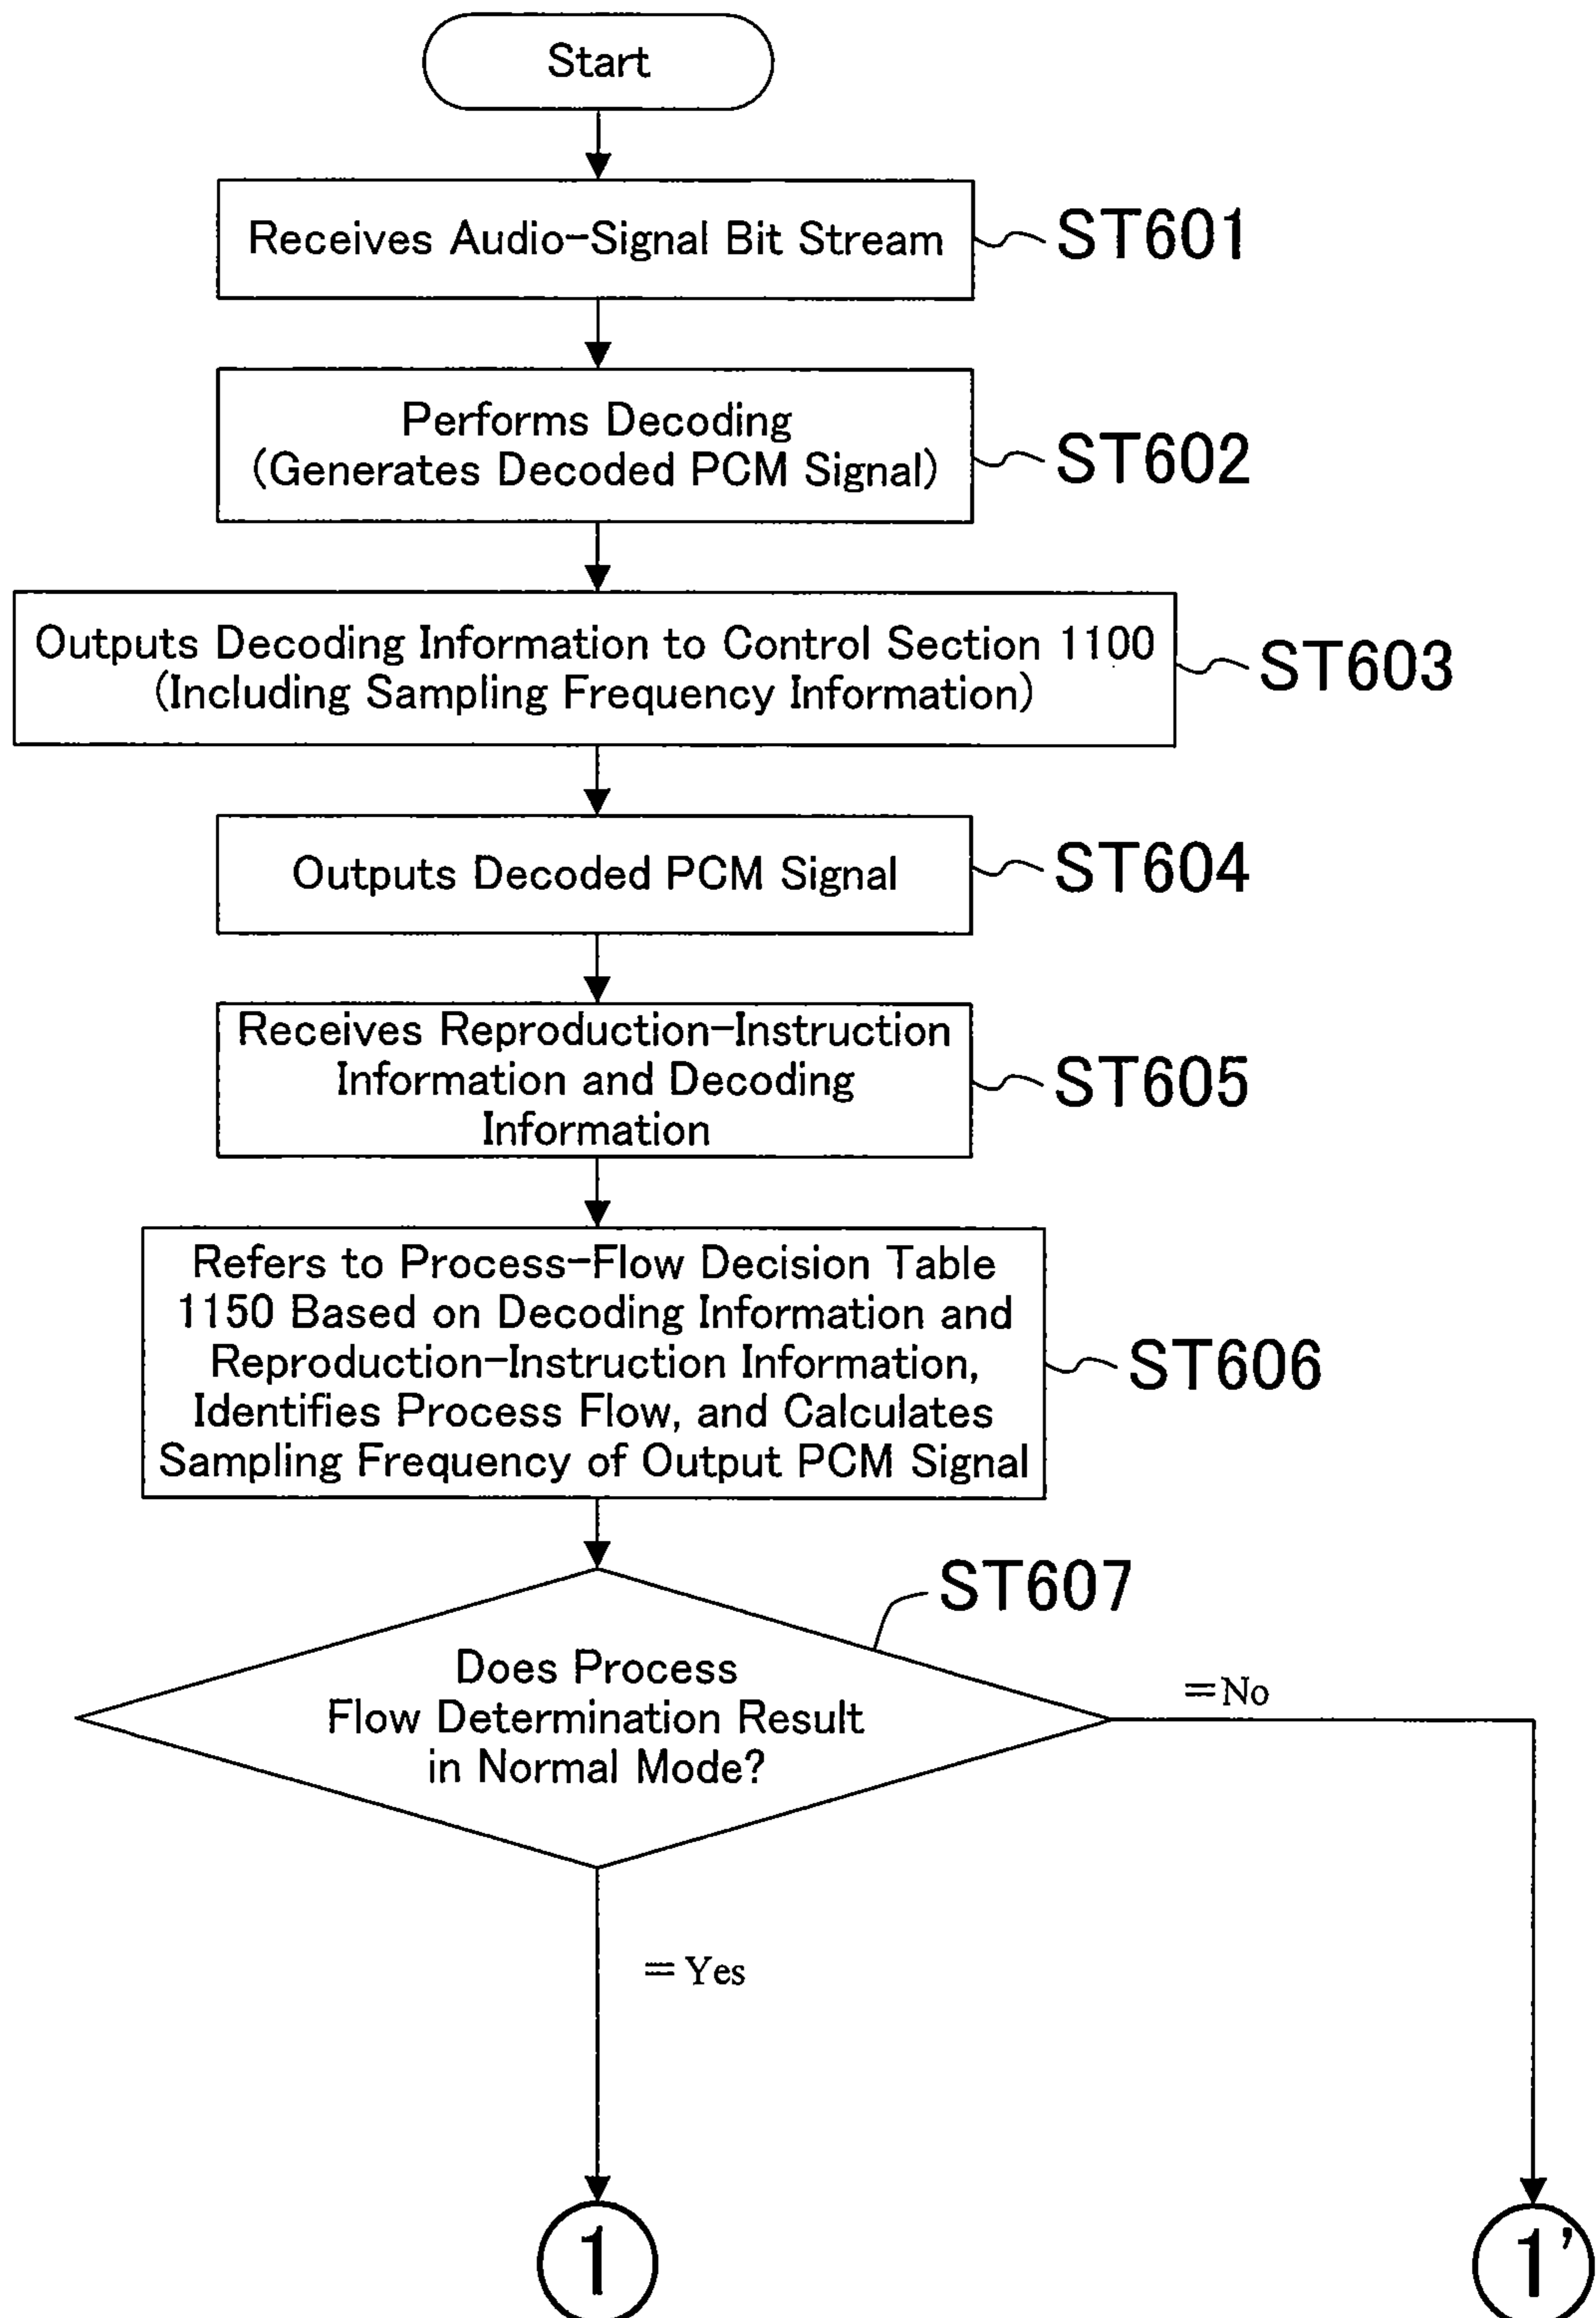 Start
Receives Audio-Signal Bit Stream
ST601
Performs Decoding
(Generates Decoded PCM Signal)
ST602
Outputs Decoding Information to Control Section 1100
(Including Sampling Frequency Information)
ST603
Outputs Decoded PCM Signal
ST604
Receives Reproduction-Instruction
Information and Decoding
Information
ST605
Refers to Process-Flow Decision Table
1150 Based on Decoding Information and
Reproduction-Instruction Information,
Identifies Process Flow, and Calculates
Sampling Frequency of Output PCM Signal
ST606
ST607
Does Process
Flow Determination Result
in Normal Mode?
=No
= Yes
1
1'